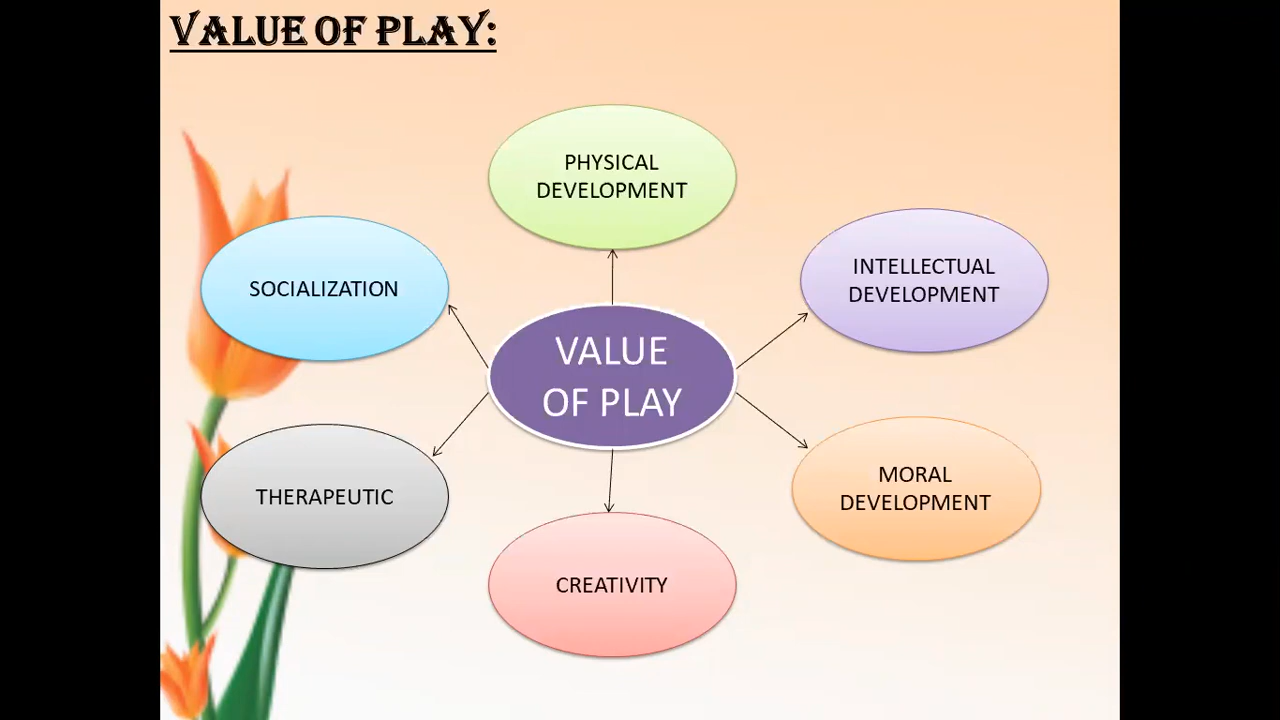 VALUE OF PLAY:
PHYSICAL
DEVELOPMENT
INTELLECTUAL
DEVELOPMENT
SOCIALIZATION
VALUE
OF PLAY
MORAL
DEVELOPMENT
THERAPEUTIC
CREATIVITY